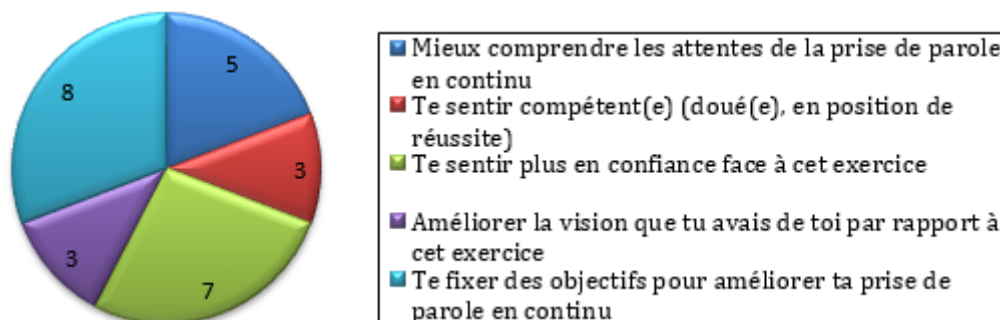 5
3
7
3
8
Mieux comprendre les attentes de la prise de parole
en continu
Te sentir compétent(e) (doué(e), en position de
réussite)
Te sentir plus en confiance face à cet exercice
Améliorer la vision que tu avais de toi par rapport à
cet exercice
Te fixer des objectifs pour améliorer ta prise de
parole en continu